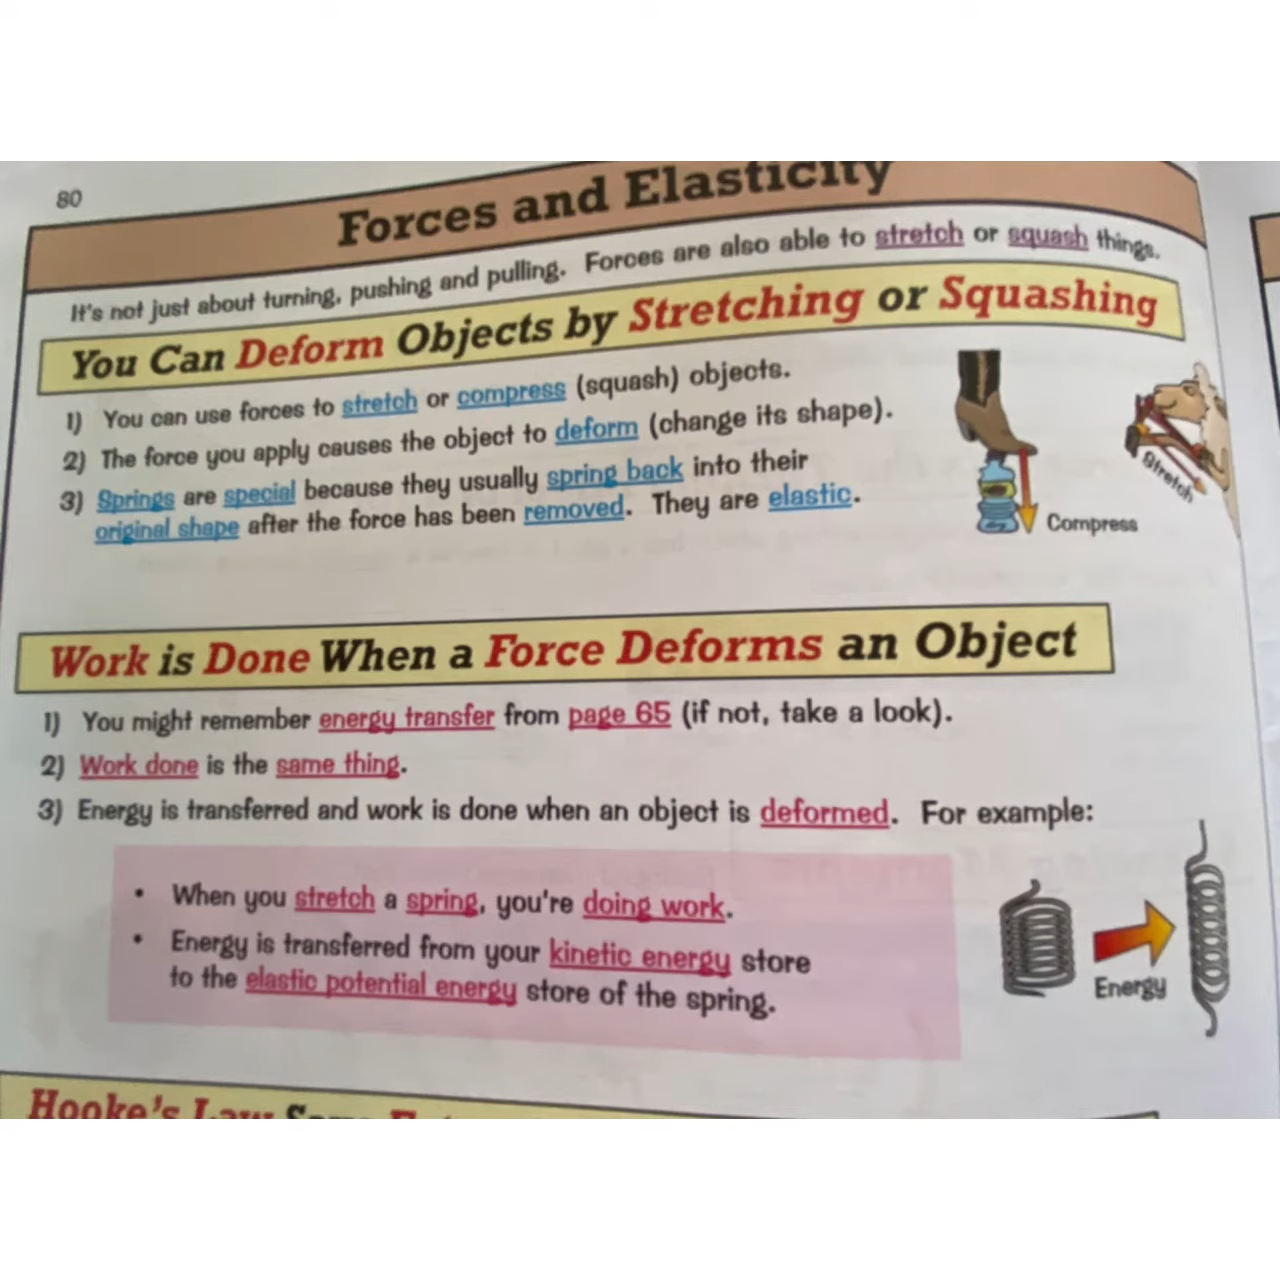 80
Forces and Elasticity
It's not just about turning, pushing and pulling. Forces are also able to stretch or squash things.
You Can Deform Objects by Stretching or Squashing
1) You can use forces to stretch or compress (squash) objects.
2) The force you apply causes the object to deform (change its shape).
3) Springs are special because they usually spring back into their
original shape after the force has been removed. They are elastic.
Compress
Stretch
Work is Done When a Force Deforms an Object
1) You might remember energy transfer from page 65 (if not, take a look).
2) Work done is the same thing.
3) Energy is transferred and work is done when an object is deformed. For example:
• When you stretch a spring, you're doing work.
• Energy is transferred from your kinetic energy store
to the elastic potential energy store of the spring.
Energy
Hooke's Law